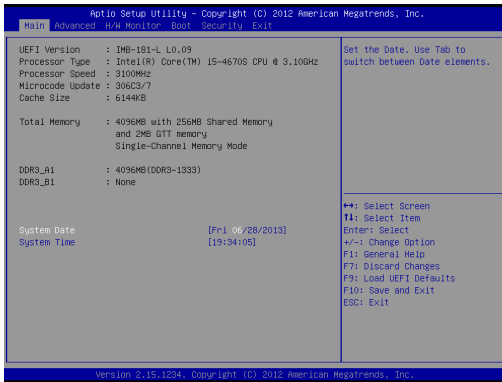 Aptio Setup Utility – Copyright (C) 2012 American Megatrends, Inc.
Main Advanced H/W Monitor Boot Security Exit
UEFI Version : IMB-181-L L0.09
Processor Type : Intel(R) Core(TM) i5-4670S CPU @ 3.10GHz
Processor Speed : 3100MHz
Microcode Update : 306C3/7
Cache Size : 6144KB
Total Memory : 4096MB with 256MB Shared Memory
and 2MB GTT memory
Single-Channel Memory Mode
DDR3_A1 : 4096MB(DDR3-1333)
DDR3_B1 : None
System Date [Fri 06/28/2013]
System Time [19:34:05]
Set the Date. Use Tab to
switch between Date elements.
↔: Select Screen
↑↓: Select Item
Enter: Select
+/-: Change Option
F1: General Help
F7: Discard Changes
F9: Load UEFI Defaults
F10: Save and Exit
ESC: Exit
Version 2.15.1234. Copyright (C) 2012 American Megatrends, Inc.